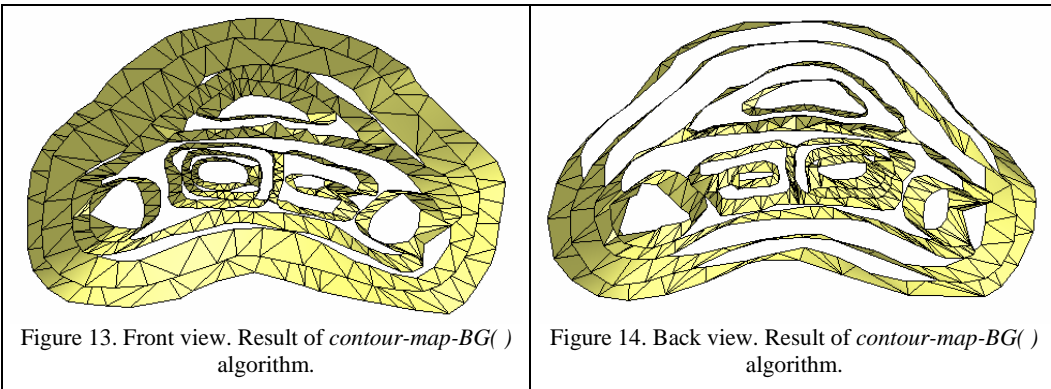 Figure 13. Front view. Result of contour-map-BG( )
algorithm.
Figure 14. Back view. Result of contour-map-BG( )
algorithm.